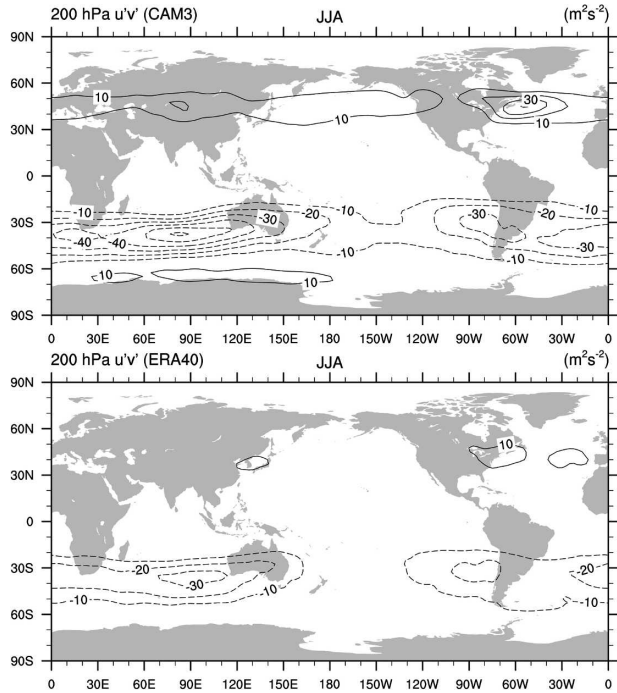 200 hPa u'v' (CAM3) JJA (m²s⁻²)
90N
60N
30N
0
30S
60S
90S
10 10 30 10
-10 -20 -10 -10
-30 -30 -20
-40 -40 -30
-10 -10
10 10
0 30E 60E 90E 120E 150E 180 150W 120W 90W 60W 30W 0
200 hPa u'v' (ERA40) JJA (m²s⁻²)
90N
60N
30N
0
30S
60S
90S
10
-20 -20
-30 -10
-10 -10
0 30E 60E 90E 120E 150E 180 150W 120W 90W 60W 30W 0